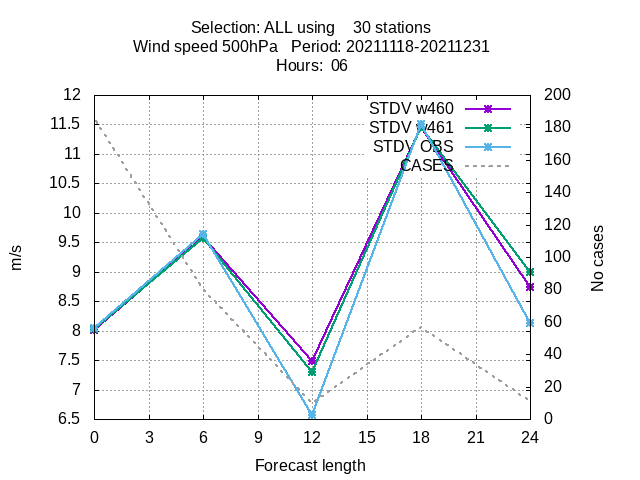 Selection: ALL using    30 stations
Wind speed 500hPa   Period: 20211118-20211231
Hours:  06
STDV w460
STDV w461
STDV OBS
CASES
12
11.5
11
10.5
10
9.5
9
8.5
8
7.5
7
6.5
200
180
160
140
120
100
80
60
40
20
0
m/s
No cases
0 3 6 9 12 15 18 21 24
Forecast length